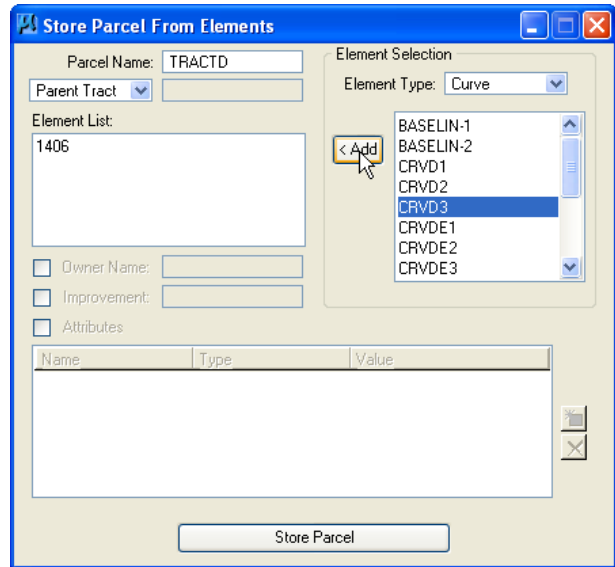 Store Parcel From Elements
Parcel Name: TRACTD
Parent Tract
Element List:
1406
Owner Name:
Improvement:
Attributes
Element Selection
Element Type: Curve
< Add
BASELIN-1
BASELIN-2
CRVD1
CRVD2
CRVD3
CRVDE1
CRVDE2
CRVDE3
Name Type Value
Store Parcel